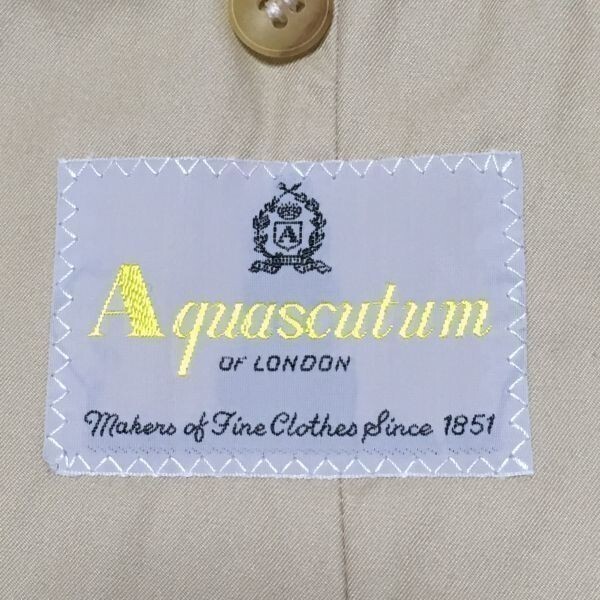 A
Aquascutum
OF LONDON
Makers of Fine Clothes Since 1851